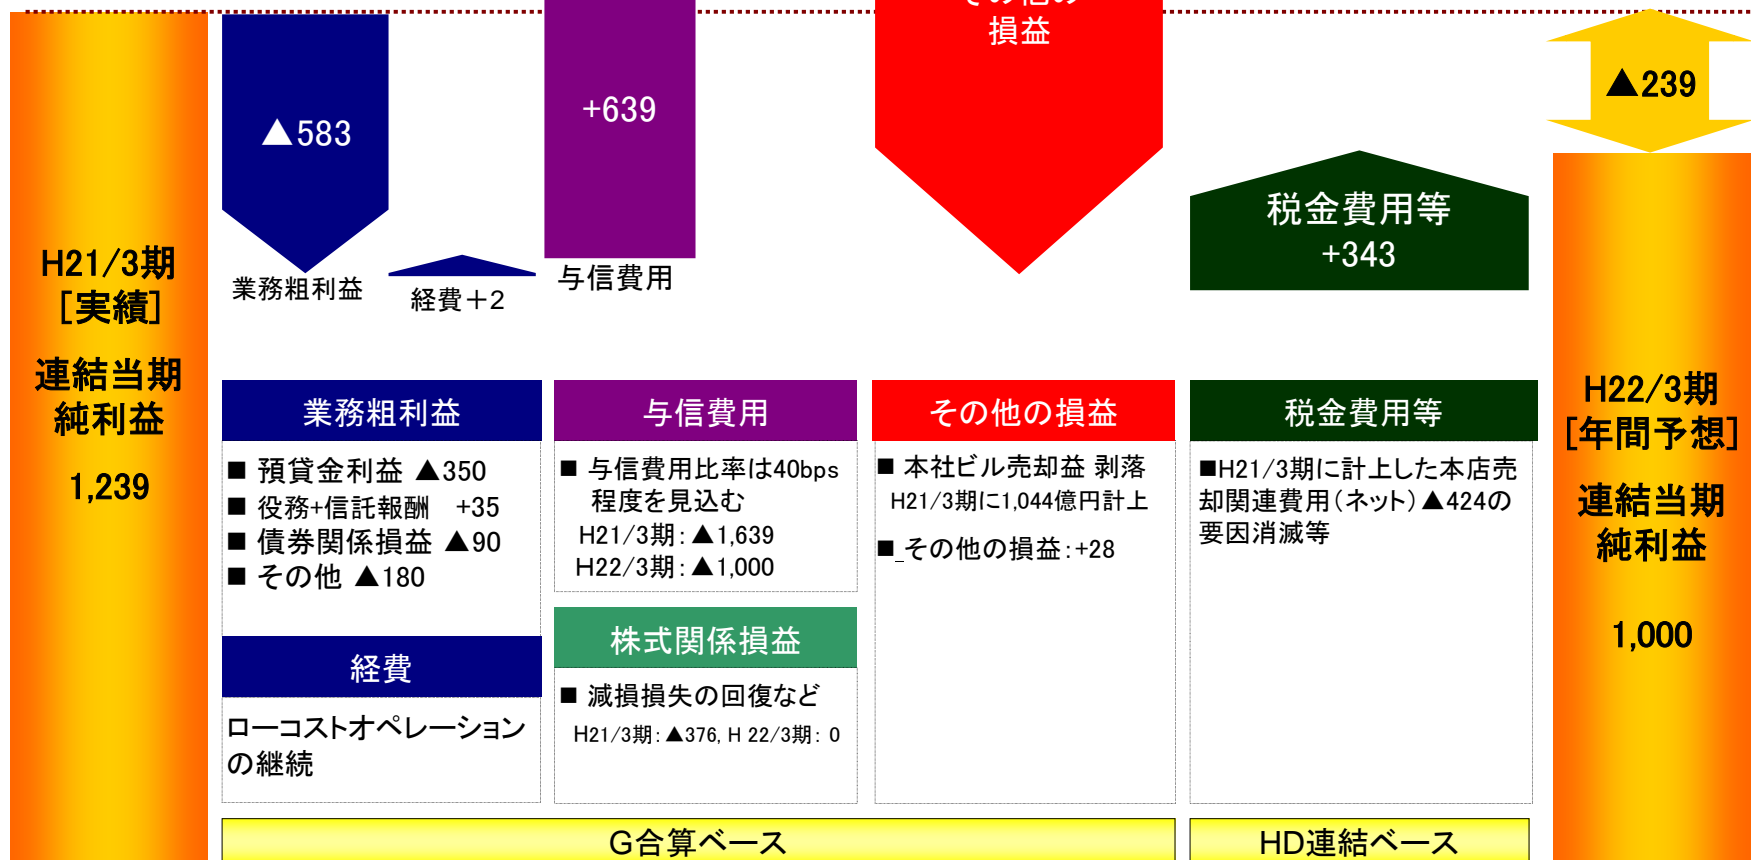 その他の
損益
▲239
+639
▲583
税金費用等
+343
業務粗利益
経費+2
与信費用
H21/3期
[実績]
連結当期
純利益
1,239
業務粗利益
■ 預貸金利益 ▲350
■ 役務+信託報酬 +35
■ 債券関係損益 ▲90
■ その他 ▲180
経費
ローコストオペレーション
の継続
与信費用
■ 与信費用比率は40bps
程度を見込む
H21/3期:▲1,639
H22/3期:▲1,000
株式関係損益
■ 減損損失の回復など
H21/3期:▲376, H 22/3期: 0
その他の損益
■ 本社ビル売却益 剥落
H21/3期に1,044億円計上
■ その他の損益:+28
税金費用等
■H21/3期に計上した本店売
却関連費用(ネット)▲424の
要因消滅等
H22/3期
[年間予想]
連結当期
純利益
1,000
G合算ベース
HD連結ベース